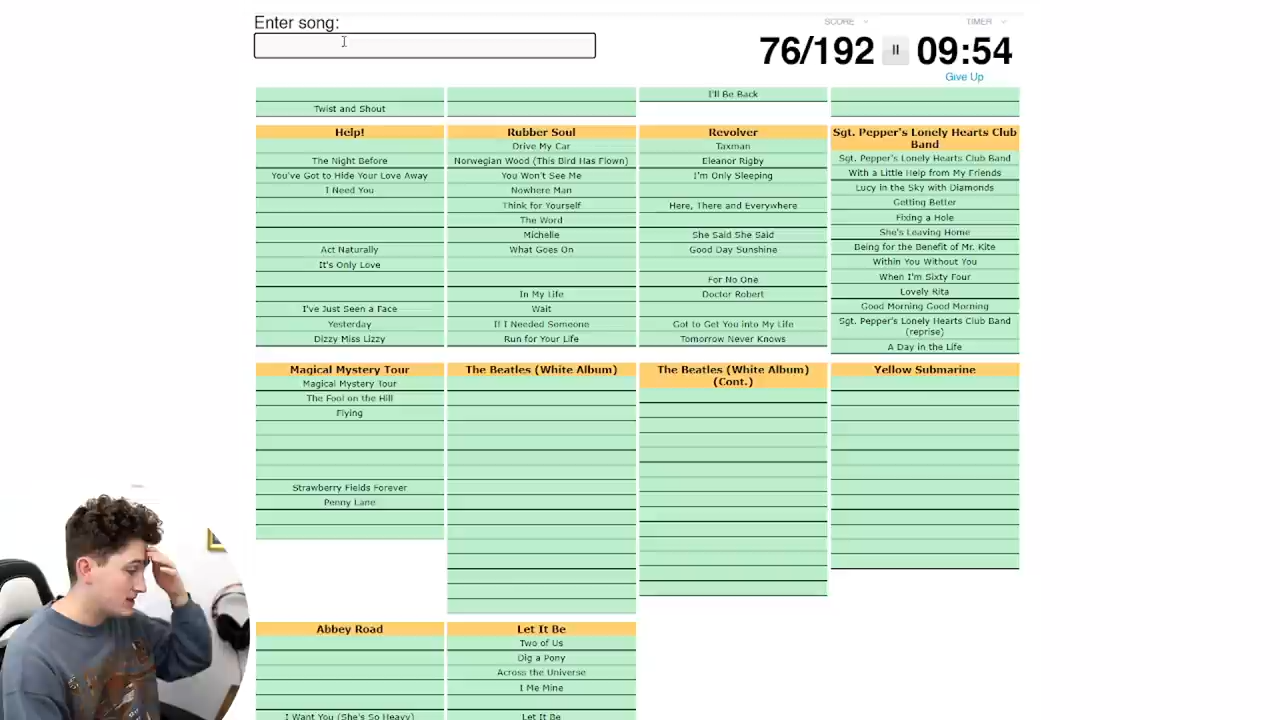 Enter song:
SCORE
TIMER
76/192
09:54
Give Up
I'll Be Back
Twist and Shout
Help!
The Night Before
You've Got to Hide Your Love Away
I Need You
Act Naturally
It's Only Love
I've Just Seen a Face
Yesterday
Dizzy Miss Lizzy
Rubber Soul
Drive My Car
Norwegian Wood (This Bird Has Flown)
You Won't See Me
Nowhere Man
Think for Yourself
The Word
Michelle
What Goes On
In My Life
Wait
If I Needed Someone
Run for Your Life
Revolver
Taxman
Eleanor Rigby
I'm Only Sleeping
Here, There and Everywhere
She Said She Said
Good Day Sunshine
For No One
Doctor Robert
Got to Get You into My Life
Tomorrow Never Knows
Sgt. Pepper's Lonely Hearts Club
Band
Sgt. Pepper's Lonely Hearts Club Band
With a Little Help from My Friends
Lucy in the Sky with Diamonds
Getting Better
Fixing a Hole
She's Leaving Home
Being for the Benefit of Mr. Kite
Within You Without You
When I'm Sixty Four
Lovely Rita
Good Morning Good Morning
Sgt. Pepper's Lonely Hearts Club Band
(reprise)
A Day in the Life
Magical Mystery Tour
Magical Mystery Tour
The Fool on the Hill
Flying
Strawberry Fields Forever
Penny Lane
The Beatles (White Album)
The Beatles (White Album)
(Cont.)
Yellow Submarine
Abbey Road
I Want You (She's So Heavy)
Let It Be
Two of Us
Dig a Pony
Across the Universe
I Me Mine
Let It Be